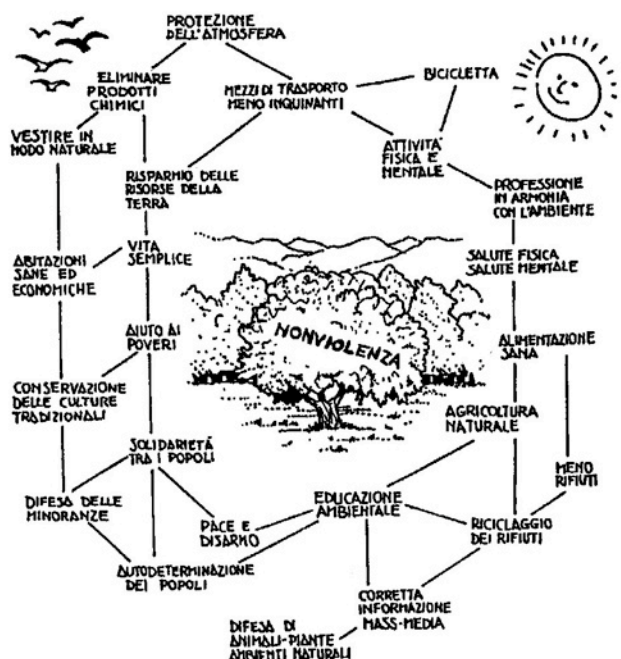 PROTEZIONE
DELL'ATMOSFERA
ELIMINARE
PRODOTTI
CHIMICI
MEZZI DI TRASPORTO
MENO INQUINANTI
BICICLETTA
VESTIRE IN
MODO NATURALE
ATTIVITÀ
FISICA E
MENTALE
RISPARMIO DELLE
RISORSE DELLA
TERRA
PROFESSIONE
IN ARMONIA
CON L'AMBIENTE
ABITAZIONI
SANE ED
ECONOMICHE
VITA
SEMPLICE
SALUTE FISICA
SALUTE MENTALE
NONVIOLENZA
AIUTO AI
POVERI
ALIMENTAZIONE
SANA
CONSERVAZIONE
DELLE CULTURE
TRADIZIONALI
AGRICOLTURA
NATURALE
SOLIDARIETÀ
TRA I POPOLI
MENO
RIFIUTI
DIFESA DELLE
MINORANZE
PACE E
DISARMO
EDUCAZIONE
AMBIENTALE
RICICLAGGIO
DEI RIFIUTI
AUTODETERMINAZIONE
DEI POPOLI
CORRETTA
INFORMAZIONE
MASS-MEDIA
DIFESA DI
ANIMALI-PIANTE
AMBIENTI NATURALI